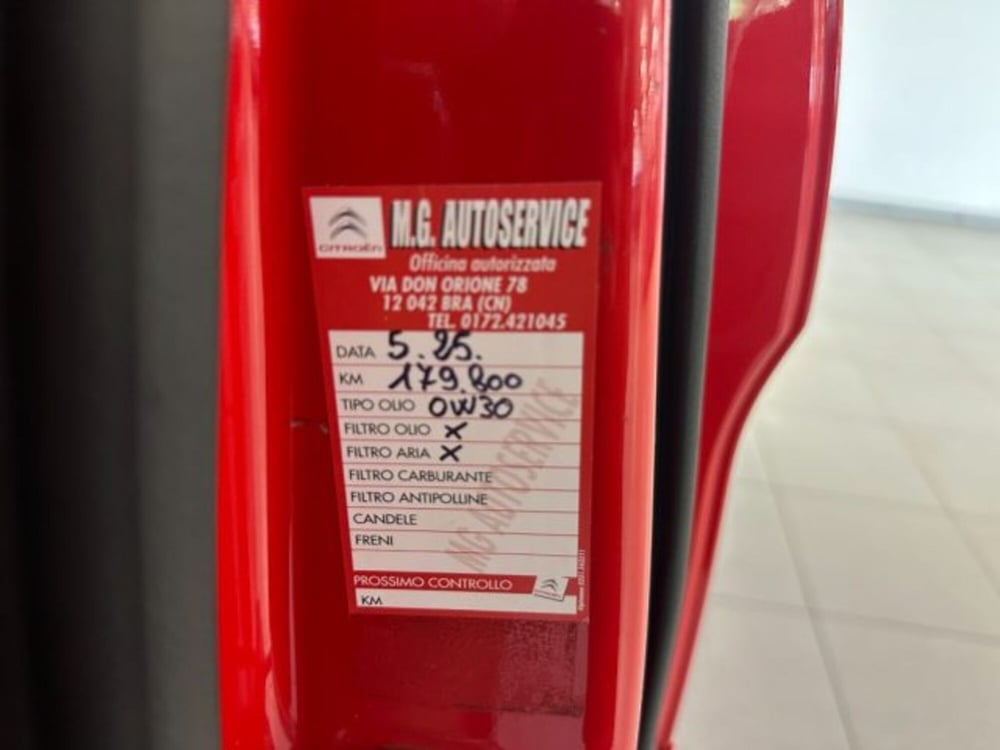 CITROËN
M.G. AUTOSERVICE
Officina autorizzata
VIA DON ORIONE 78
12 042 BRA (CN)
TEL. 0172.421045
DATA 5.25.
KM 179.800
TIPO OLIO 0W30
FILTRO OLIO X
FILTRO ARIA X
FILTRO CARBURANTE
FILTRO ANTIPOLLINE
CANDELE
FRENI
MG AUTOSERVICE
PROSSIMO CONTROLLO
KM